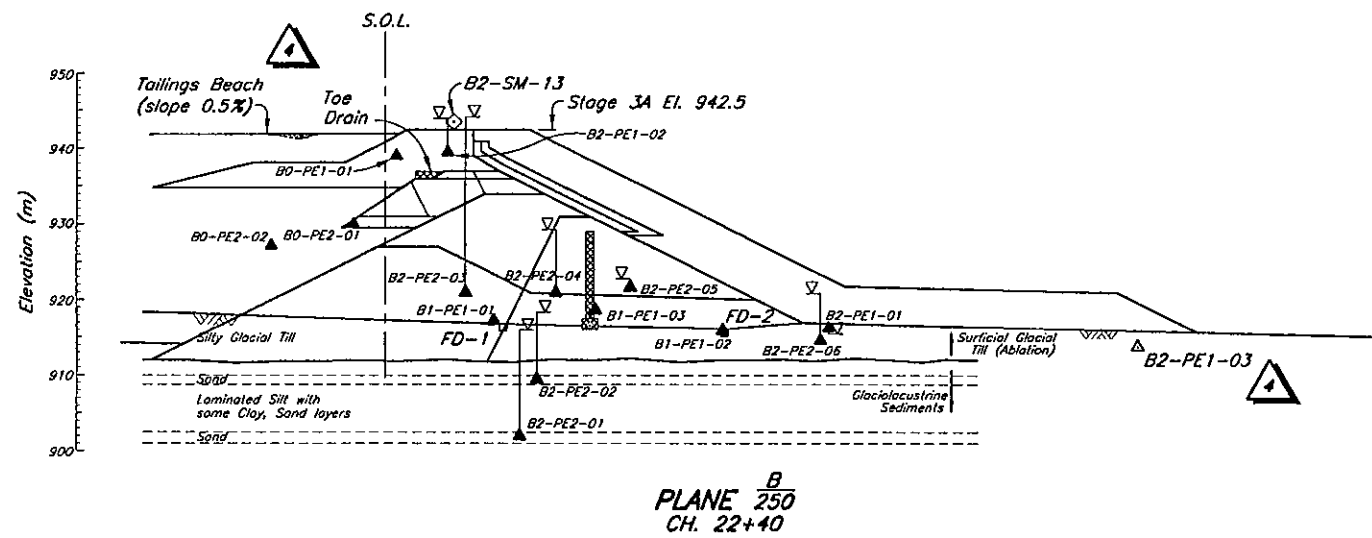 S.O.L.
4
950
Tailings Beach
(slope 0.5%)
Toe
Drain
B2-SM-13
Stage 3A El. 942.5
B2-PE1-02
940
B0-PE1-01
Elevation (m)
930
B0-PE2-02
B0-PE2-01
B2-PE2-03
B2-PE2-04
B2-PE2-05
920
B1-PE1-01
B1-PE1-03
FD-2
B2-PE1-01
Silty Glacial Till
FD-1
B1-PE1-02
B2-PE2-06
Surficial Glacial
Till (Ablation)
B2-PE1-03
910
Sand
B2-PE2-02
Laminated Silt with
some Clay, Sand layers
Glaciolacustrine
Sediments
4
B2-PE2-01
Sand
900
PLANE B
250
CH. 22+40